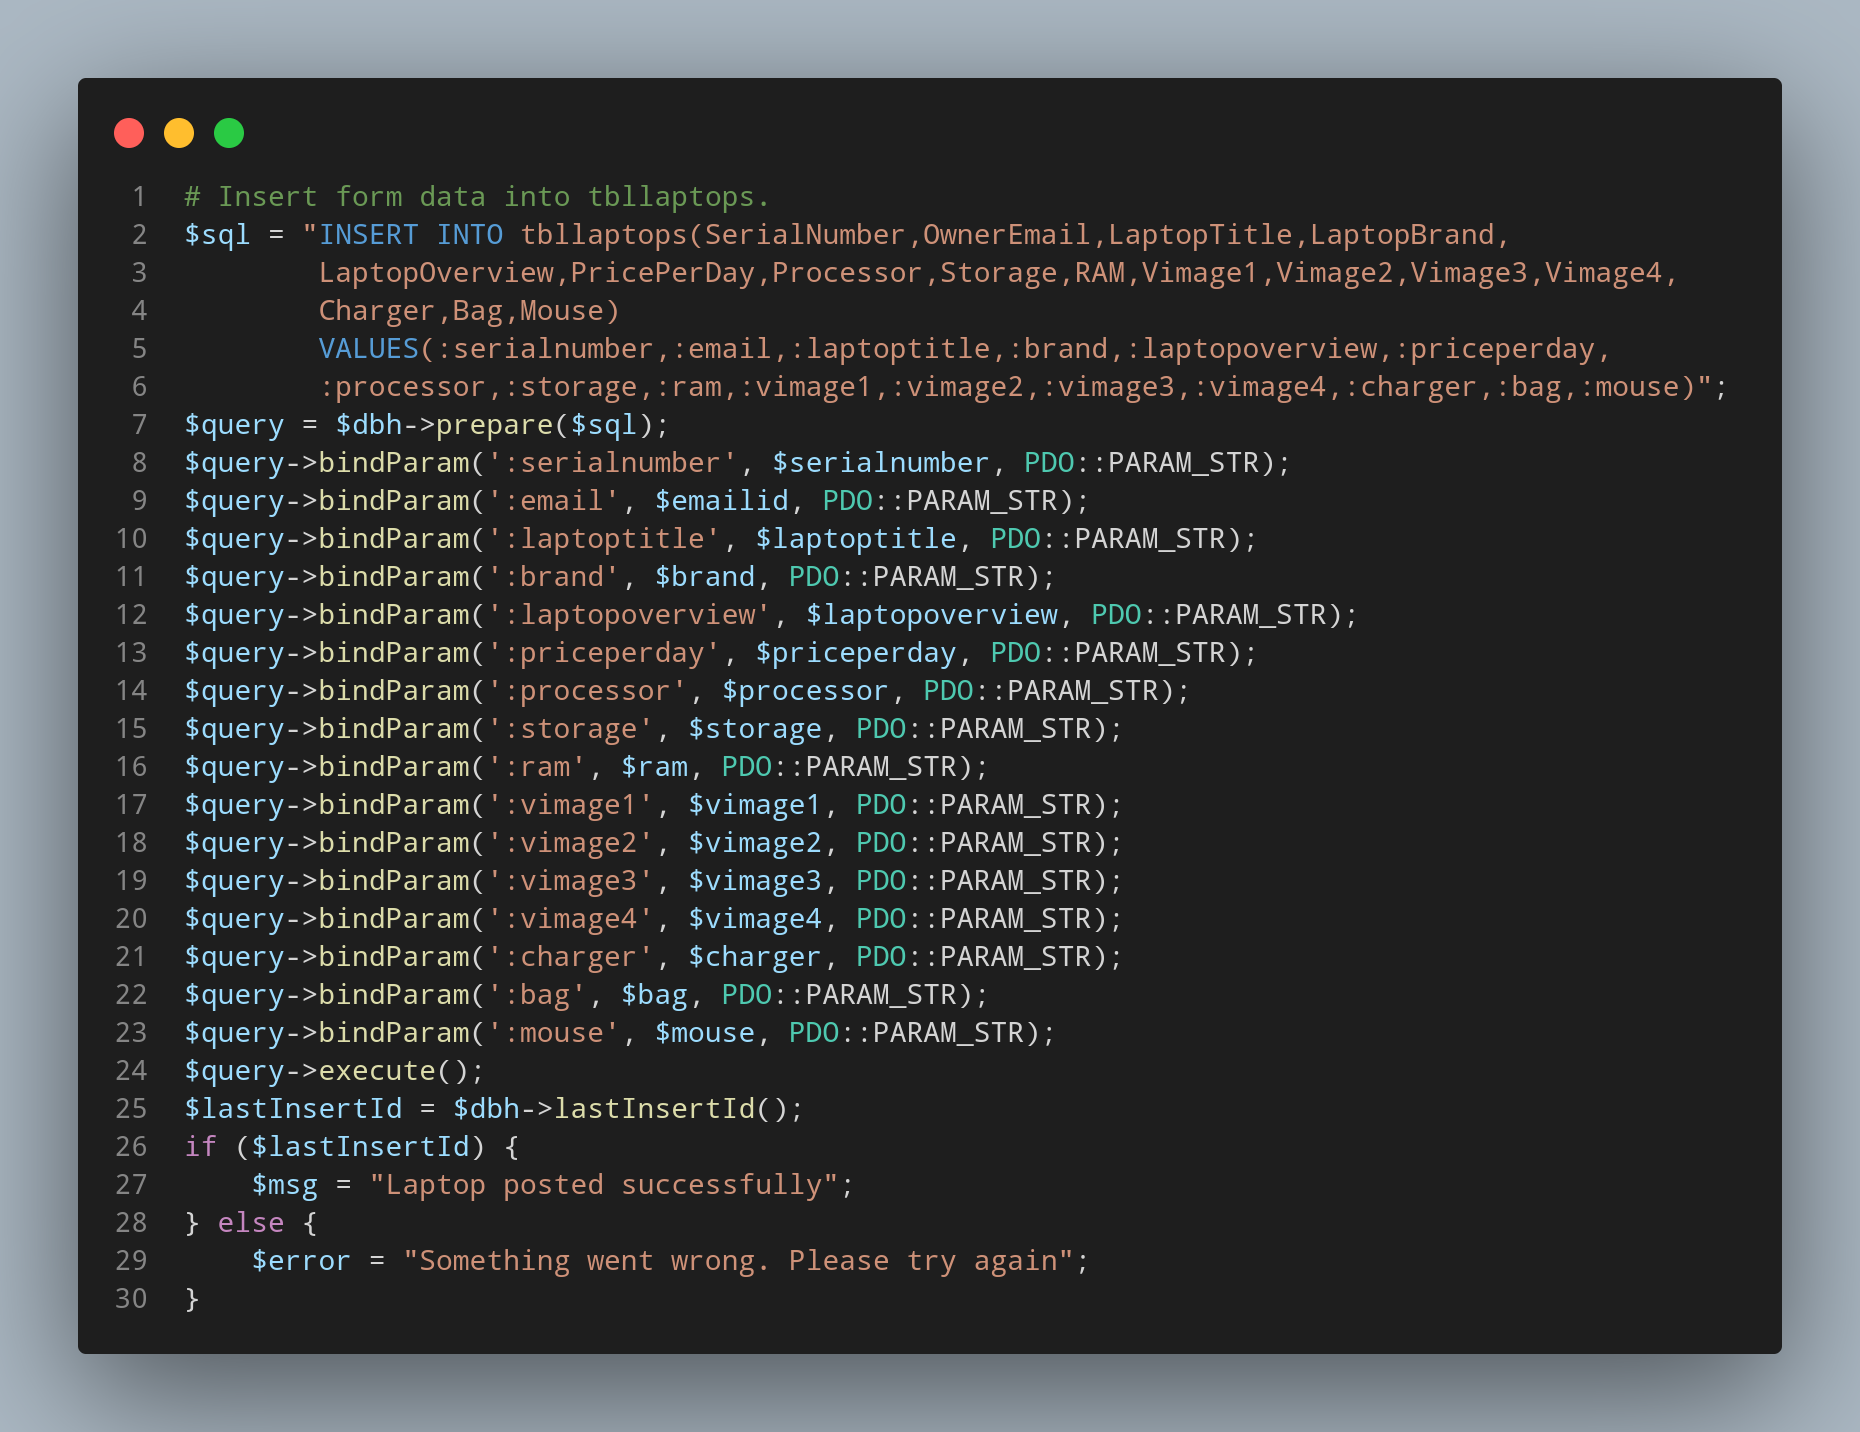 1 # Insert form data into tbllaptops.
2 $sql = "INSERT INTO tbllaptops(SerialNumber,OwnerEmail,LaptopTitle,LaptopBrand,
3         LaptopOverview,PricePerDay,Processor,Storage,RAM,Vimage1,Vimage2,Vimage3,Vimage4,
4         Charger,Bag,Mouse)
5         VALUES(:serialnumber,:email,:laptoptitle,:brand,:laptopoverview,:priceperday,
6         :processor,:storage,:ram,:vimage1,:vimage2,:vimage3,:vimage4,:charger,:bag,:mouse)";
7 $query = $dbh->prepare($sql);
8 $query->bindParam(':serialnumber', $serialnumber, PDO::PARAM_STR);
9 $query->bindParam(':email', $emailid, PDO::PARAM_STR);
10 $query->bindParam(':laptoptitle', $laptoptitle, PDO::PARAM_STR);
11 $query->bindParam(':brand', $brand, PDO::PARAM_STR);
12 $query->bindParam(':laptopoverview', $laptopoverview, PDO::PARAM_STR);
13 $query->bindParam(':priceperday', $priceperday, PDO::PARAM_STR);
14 $query->bindParam(':processor', $processor, PDO::PARAM_STR);
15 $query->bindParam(':storage', $storage, PDO::PARAM_STR);
16 $query->bindParam(':ram', $ram, PDO::PARAM_STR);
17 $query->bindParam(':vimage1', $vimage1, PDO::PARAM_STR);
18 $query->bindParam(':vimage2', $vimage2, PDO::PARAM_STR);
19 $query->bindParam(':vimage3', $vimage3, PDO::PARAM_STR);
20 $query->bindParam(':vimage4', $vimage4, PDO::PARAM_STR);
21 $query->bindParam(':charger', $charger, PDO::PARAM_STR);
22 $query->bindParam(':bag', $bag, PDO::PARAM_STR);
23 $query->bindParam(':mouse', $mouse, PDO::PARAM_STR);
24 $query->execute();
25 $lastInsertId = $dbh->lastInsertId();
26 if ($lastInsertId) {
27     $msg = "Laptop posted successfully";
28 } else {
29     $error = "Something went wrong. Please try again";
30 }